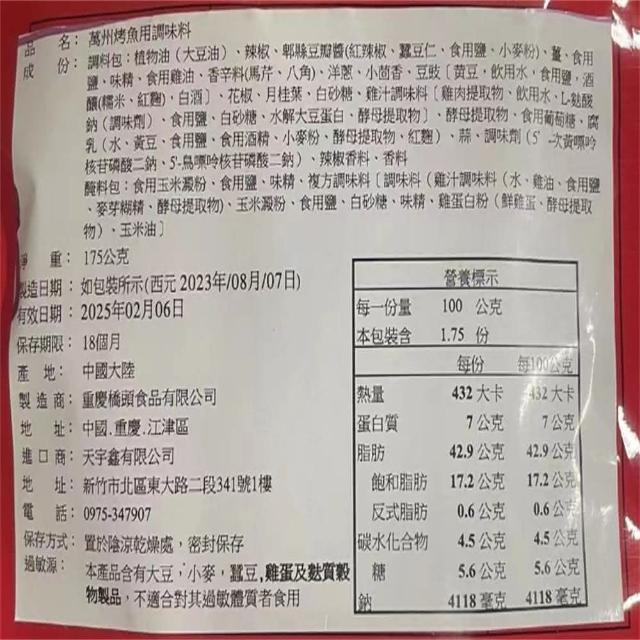 品　名：萬州烤魚用調味料
成　份：調料包：植物油（大豆油）、辣椒、郫縣豆瓣醬(紅辣椒、蠶豆仁、食用鹽、小麥粉)、薑、食用
鹽、味精、食用雞油、香辛料(馬芹、八角)、洋蔥、小茴香、豆豉〔黃豆，飲用水，食用鹽，酒
釀(糯米、紅麴)，白酒〕、花椒、月桂葉、白砂糖、雞汁調味料〔雞肉提取物、飲用水、L-麩酸
鈉（調味劑）、食用鹽、白砂糖、水解大豆蛋白、酵母提取物〕、酵母提取物、食用葡萄糖、腐
乳（水、黃豆、食用鹽、食用酒精、小麥粉、酵母提取物、紅麴）、蒜、調味劑（5′-次黃嘌呤
核苷磷酸二鈉、5'-鳥嘌呤核苷磷酸二鈉）、辣椒香料、香料
醃料包：食用玉米澱粉、食用鹽、味精、複方調味料〔調味料（雞汁調味料（水、雞油、食用鹽
、麥芽糊精、酵母提取物)、玉米澱粉、食用鹽、白砂糖、味精、雞蛋白粉（鮮雞蛋、酵母提取
物）、玉米油〕
淨　重：175公克
製造日期：如包裝所示(西元 2023年/08月/07日)
有效日期：2025年02月06日
保存期限：18個月
產　地：中國大陸
製 造 商：重慶橋頭食品有限公司
地　址：中國.重慶.江津區
進 口 商：天宇鑫有限公司
地　址：新竹市北區東大路二段341號1樓
電　話：0975-347907
保存方式：置於陰涼乾燥處，密封保存
過敏源：本產品含有大豆，小麥，蠶豆,雞蛋及麩質穀
物製品，不適合對其過敏體質者食用
營養標示
每一份量　100　公克
本包裝含　1.75　份
每份　每100公克
熱量　432 大卡　432 大卡
蛋白質　7 公克　7 公克
脂肪　42.9 公克　42.9 公克
飽和脂肪　17.2 公克　17.2 公克
反式脂肪　0.6 公克　0.6 公克
碳水化合物　4.5 公克　4.5 公克
糖　5.6 公克　5.6 公克
鈉　4118 毫克　4118 毫克